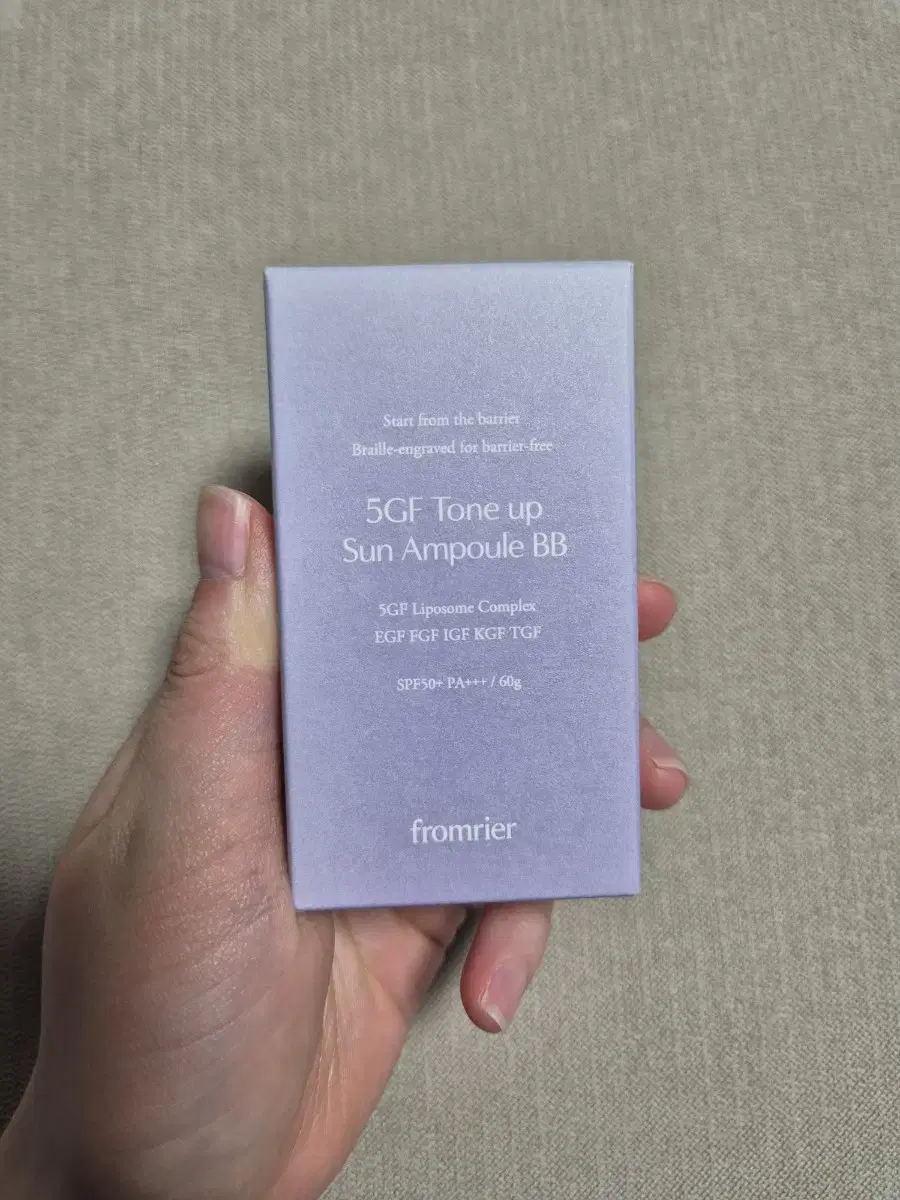 Start from the barrier
Braille-engraved for barrier-free
5GF Tone up
Sun Ampoule BB
5GF Liposome Complex
EGF FGF IGF KGF TGF
SPF50+ PA+++ / 60g
fromrier